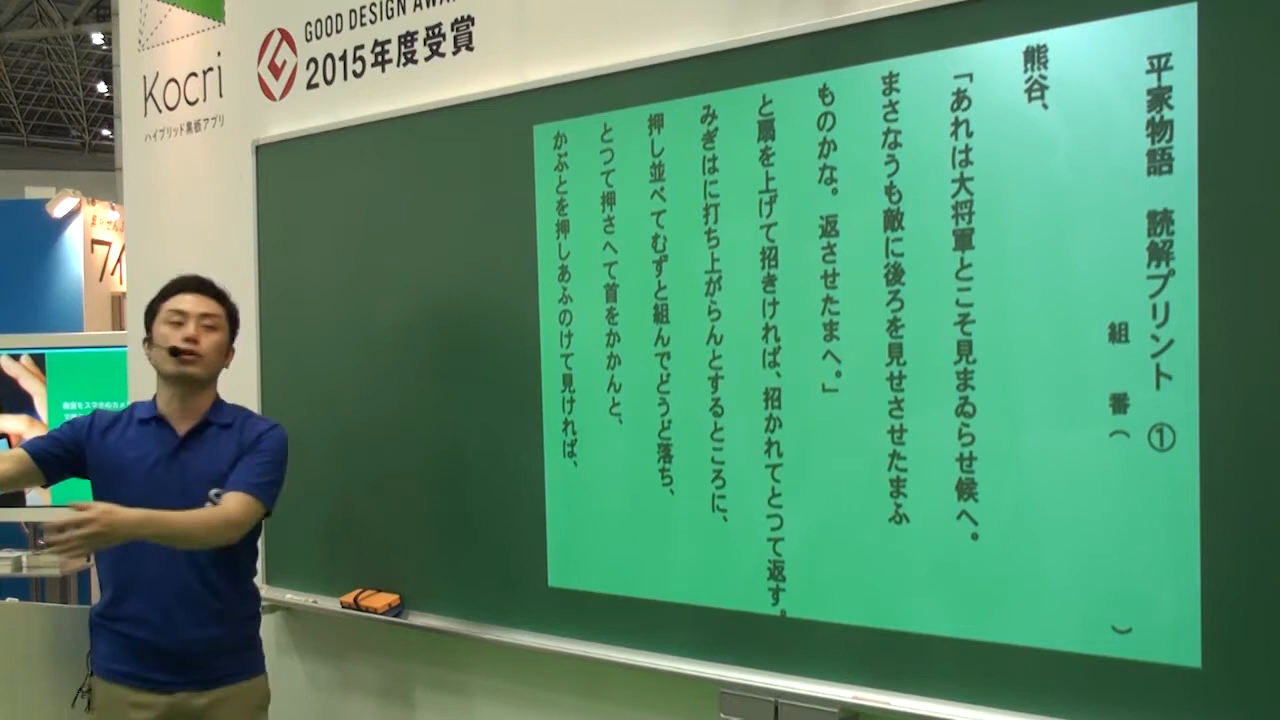 GOOD DESIGN AWA
2015年度受賞
Kocri
ハイブリッド黒板アプリ
平家物語　読解プリント　①
組　番（　　　）
熊谷、
「あれは大将軍とこそ見まゐらせ候へ。
まさなうも敵に後ろを見せさせたまふ
ものかな。返させたまへ。」
と扇を上げて招きければ、招かれてとつて返す。
みぎはに打ち上がらんとするところに、
押し並べてむずと組んでどうど落ち、
とつて押さへて首をかかんと、
かぶとを押しあふのけて見ければ、